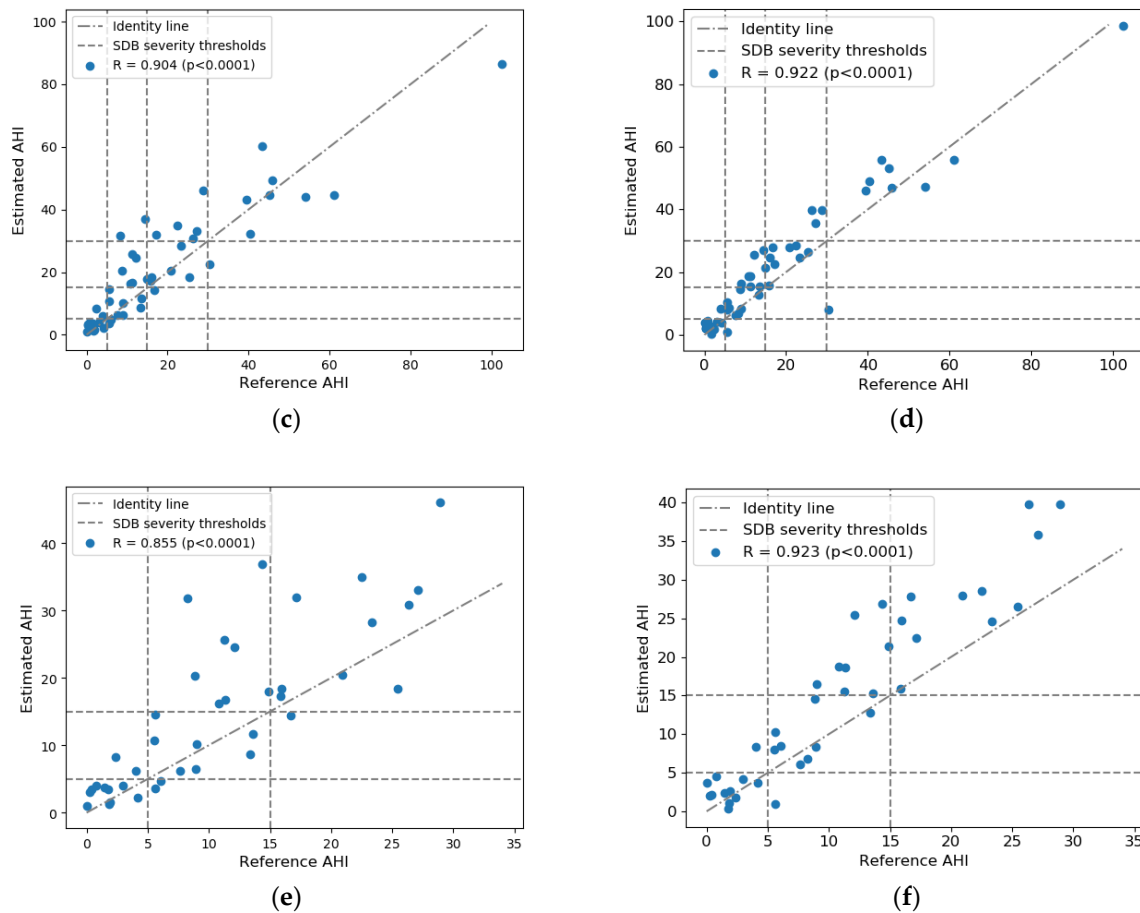 100
80
60
40
20
0
Estimated AHI
Identity line
SDB severity thresholds
R = 0.904 (p<0.0001)
0 20 40 60 80 100
Reference AHI
(c)
100
80
60
40
20
0
Estimated AHI
Identity line
SDB severity thresholds
R = 0.922 (p<0.0001)
0 20 40 60 80 100
Reference AHI
(d)
40
30
20
10
0
Estimated AHI
Identity line
SDB severity thresholds
R = 0.855 (p<0.0001)
0 5 10 15 20 25 30 35
Reference AHI
(e)
40
35
30
25
20
15
10
5
0
Estimated AHI
Identity line
SDB severity thresholds
R = 0.923 (p<0.0001)
0 5 10 15 20 25 30 35
Reference AHI
(f)